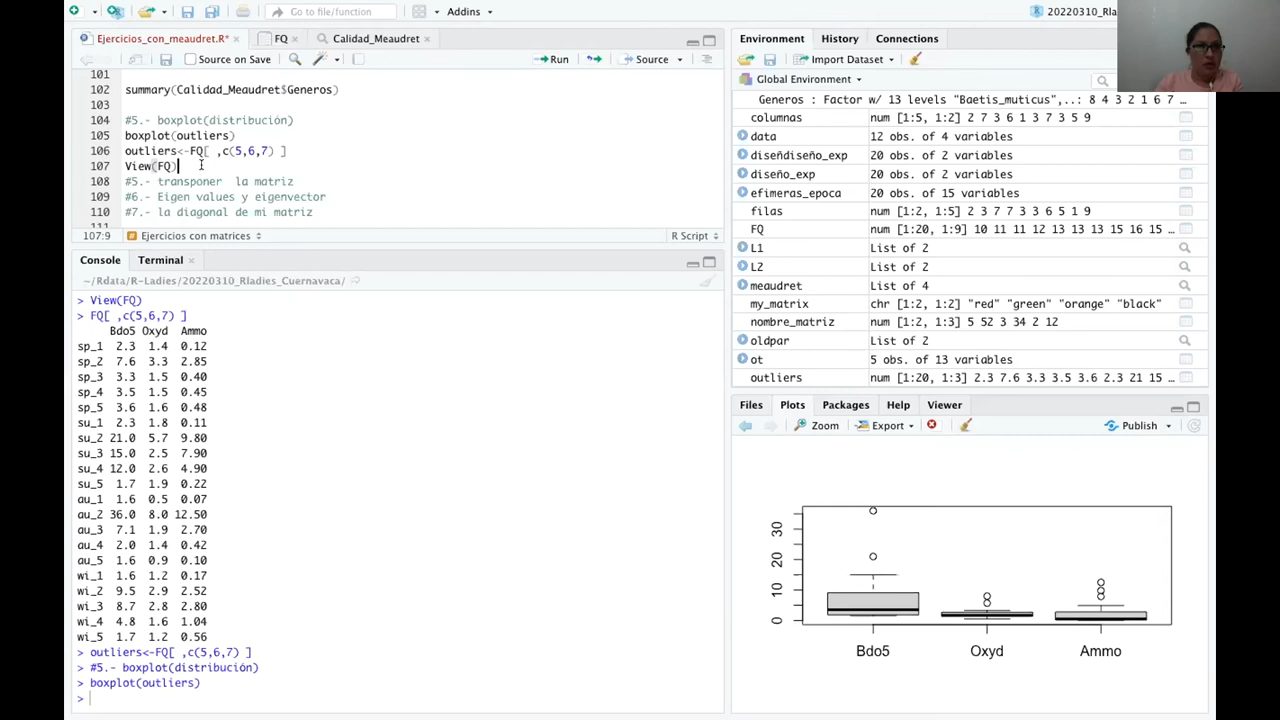 Go to file/function
Addins
20220310_Rla
Ejercicios_con_meaudret.R*
FQ
Calidad_Meaudret
Source on Save
Run
Source
101
102 summary(Calidad_Meaudret$Generos)
103
104 #5.- boxplot(distribución)
105 boxplot(outliers)
106 outliers<-FQ[ ,c(5,6,7) ]
107 View(FQ)
108 #5.- transponer  la matriz
109 #6.- Eigen values y eigenvector
110 #7.- la diagonal de mi matriz
111
107:9
Ejercicios con matrices
R Script
Console
Terminal
~/Rdata/R-Ladies/20220310_Rladies_Cuernavaca/
> View(FQ)
> FQ[ ,c(5,6,7) ]
Bdo5 Oxyd  Ammo
sp_1  2.3  1.4  0.12
sp_2  7.6  3.3  2.85
sp_3  3.3  1.5  0.40
sp_4  3.5  1.5  0.45
sp_5  3.6  1.6  0.48
su_1  2.3  1.8  0.11
su_2 21.0  5.7  9.80
su_3 15.0  2.5  7.90
su_4 12.0  2.6  4.90
su_5  1.7  1.9  0.22
au_1  1.6  0.5  0.07
au_2 36.0  8.0 12.50
au_3  7.1  1.9  2.70
au_4  2.0  1.4  0.42
au_5  1.6  0.9  0.10
wi_1  1.6  1.2  0.17
wi_2  9.5  2.9  2.52
wi_3  8.7  2.8  2.80
wi_4  4.8  1.6  1.04
wi_5  1.7  1.2  0.56
> outliers<-FQ[ ,c(5,6,7) ]
> #5.- boxplot(distribución)
> boxplot(outliers)
>
Environment
History
Connections
Import Dataset
Global Environment
Generos : Factor w/ 13 levels "Baetis_muticus",..: 8 4 3 2 1 6 7 …
columnas num [1:5, 1:2] 2 7 3 6 1 3 7 3 5 9
data 12 obs. of 4 variables
diseñdiseño_exp 20 obs. of 2 variables
diseño_exp 20 obs. of 2 variables
efimeras_epoca 20 obs. of 15 variables
filas num [1:2, 1:5] 2 3 7 7 3 3 6 5 1 9
FQ num [1:20, 1:9] 10 11 11 12 13 13 13 15 16 15 …
L1 List of 2
L2 List of 2
meaudret List of 4
my_matrix chr [1:2, 1:2] "red" "green" "orange" "black"
nombre_matriz num [1:2, 1:3] 5 52 3 34 2 12
oldpar List of 2
ot 5 obs. of 13 variables
outliers num [1:20, 1:3] 2.3 7.6 3.3 3.5 3.6 2.3 21 15 …
Files
Plots
Packages
Help
Viewer
Zoom
Export
Publish
30
20
10
0
Bdo5
Oxyd
Ammo